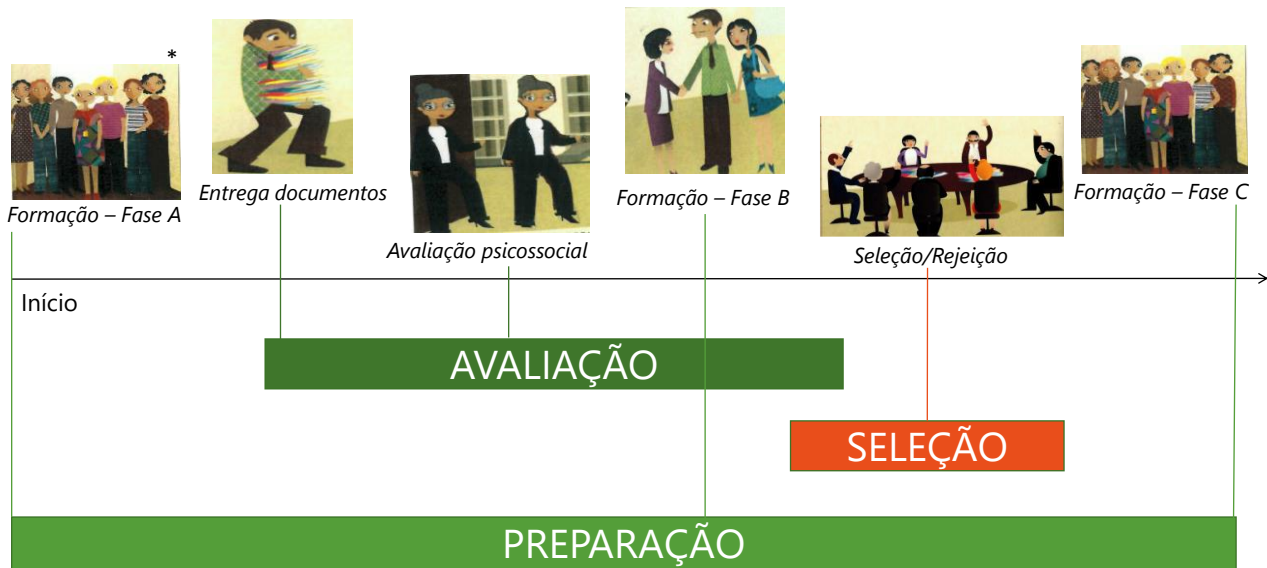 *
Formação – Fase A
Entrega documentos
Avaliação psicossocial
Formação – Fase B
Seleção/Rejeição
Formação – Fase C
Início
AVALIAÇÃO
SELEÇÃO
PREPARAÇÃO